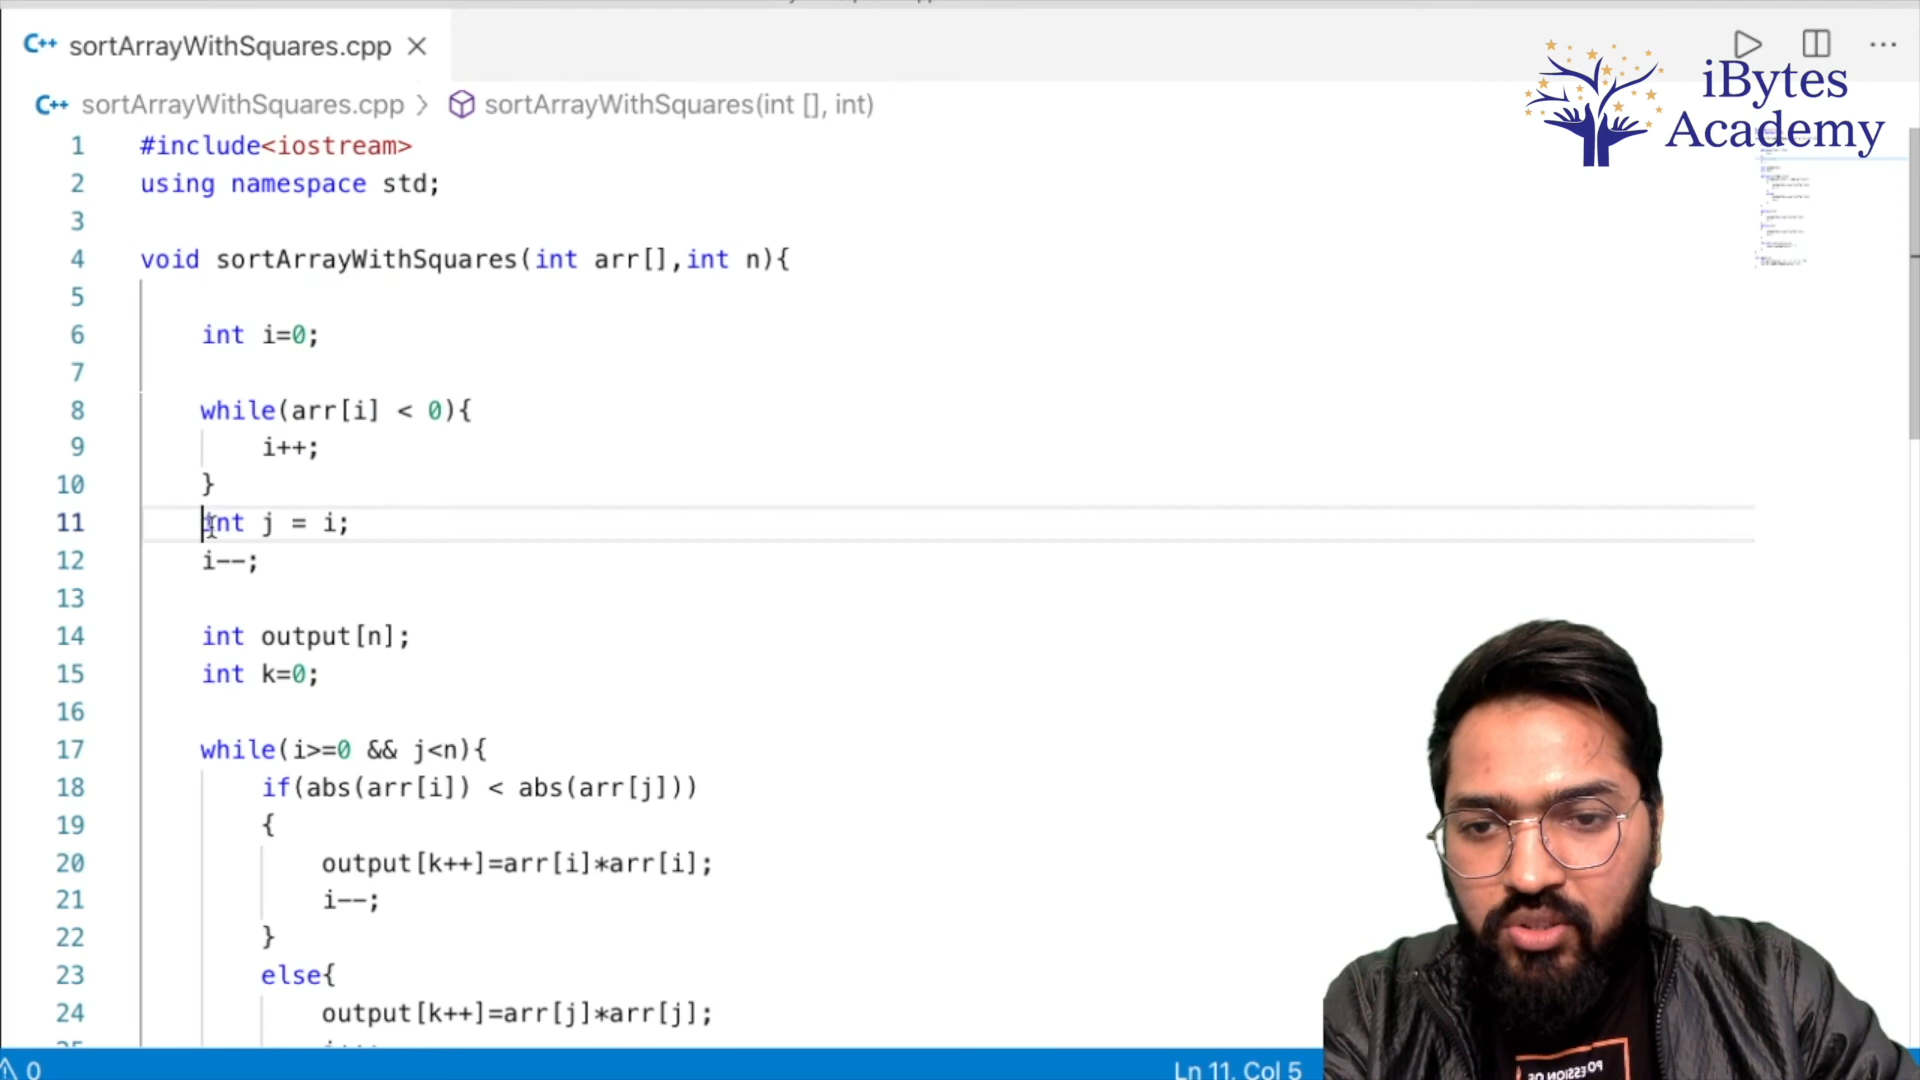 sortArrayWithSquares.cpp
iBytes
Academy
sortArrayWithSquares.cpp > sortArrayWithSquares(int [], int)
1 #include<iostream>
2 using namespace std;
3
4 void sortArrayWithSquares(int arr[],int n){
5
6 int i=0;
7
8 while(arr[i] < 0){
9 i++;
10 }
11 int j = i;
12 i--;
13
14 int output[n];
15 int k=0;
16
17 while(i>=0 && j<n){
18 if(abs(arr[i]) < abs(arr[j]))
19 {
20 output[k++]=arr[i]*arr[i];
21 i--;
22 }
23 else{
24 output[k++]=arr[j]*arr[j];
0
Ln 11, Col 5